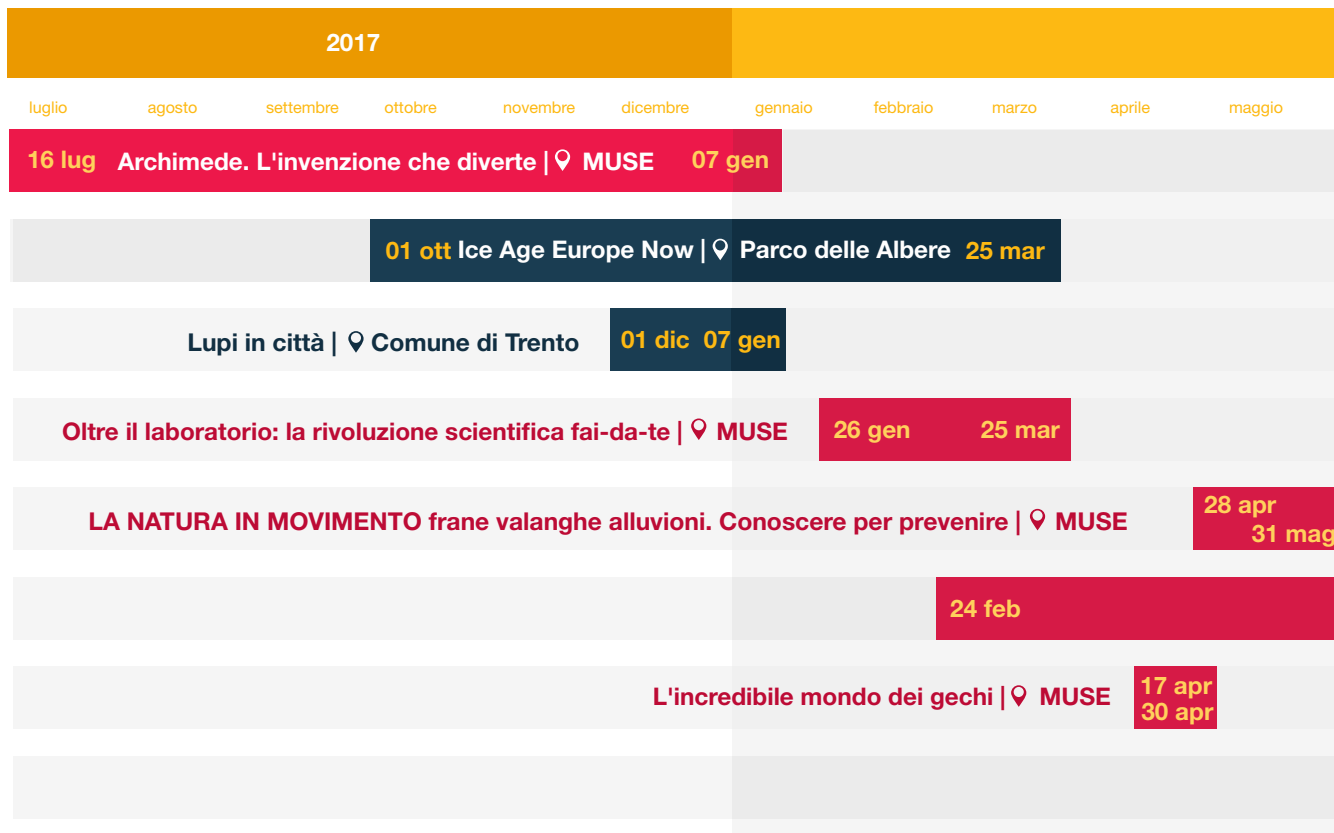 2017
luglio agosto settembre ottobre novembre dicembre gennaio febbraio marzo aprile maggio
16 lug Archimede. L'invenzione che diverte | MUSE 07 gen
01 ott Ice Age Europe Now | Parco delle Albere 25 mar
Lupi in città | Comune di Trento 01 dic 07 gen
Oltre il laboratorio: la rivoluzione scientifica fai-da-te | MUSE 26 gen 25 mar
LA NATURA IN MOVIMENTO frane valanghe alluvioni. Conoscere per prevenire | MUSE 28 apr
31 mag
24 feb
L'incredibile mondo dei gechi | MUSE 17 apr
30 apr